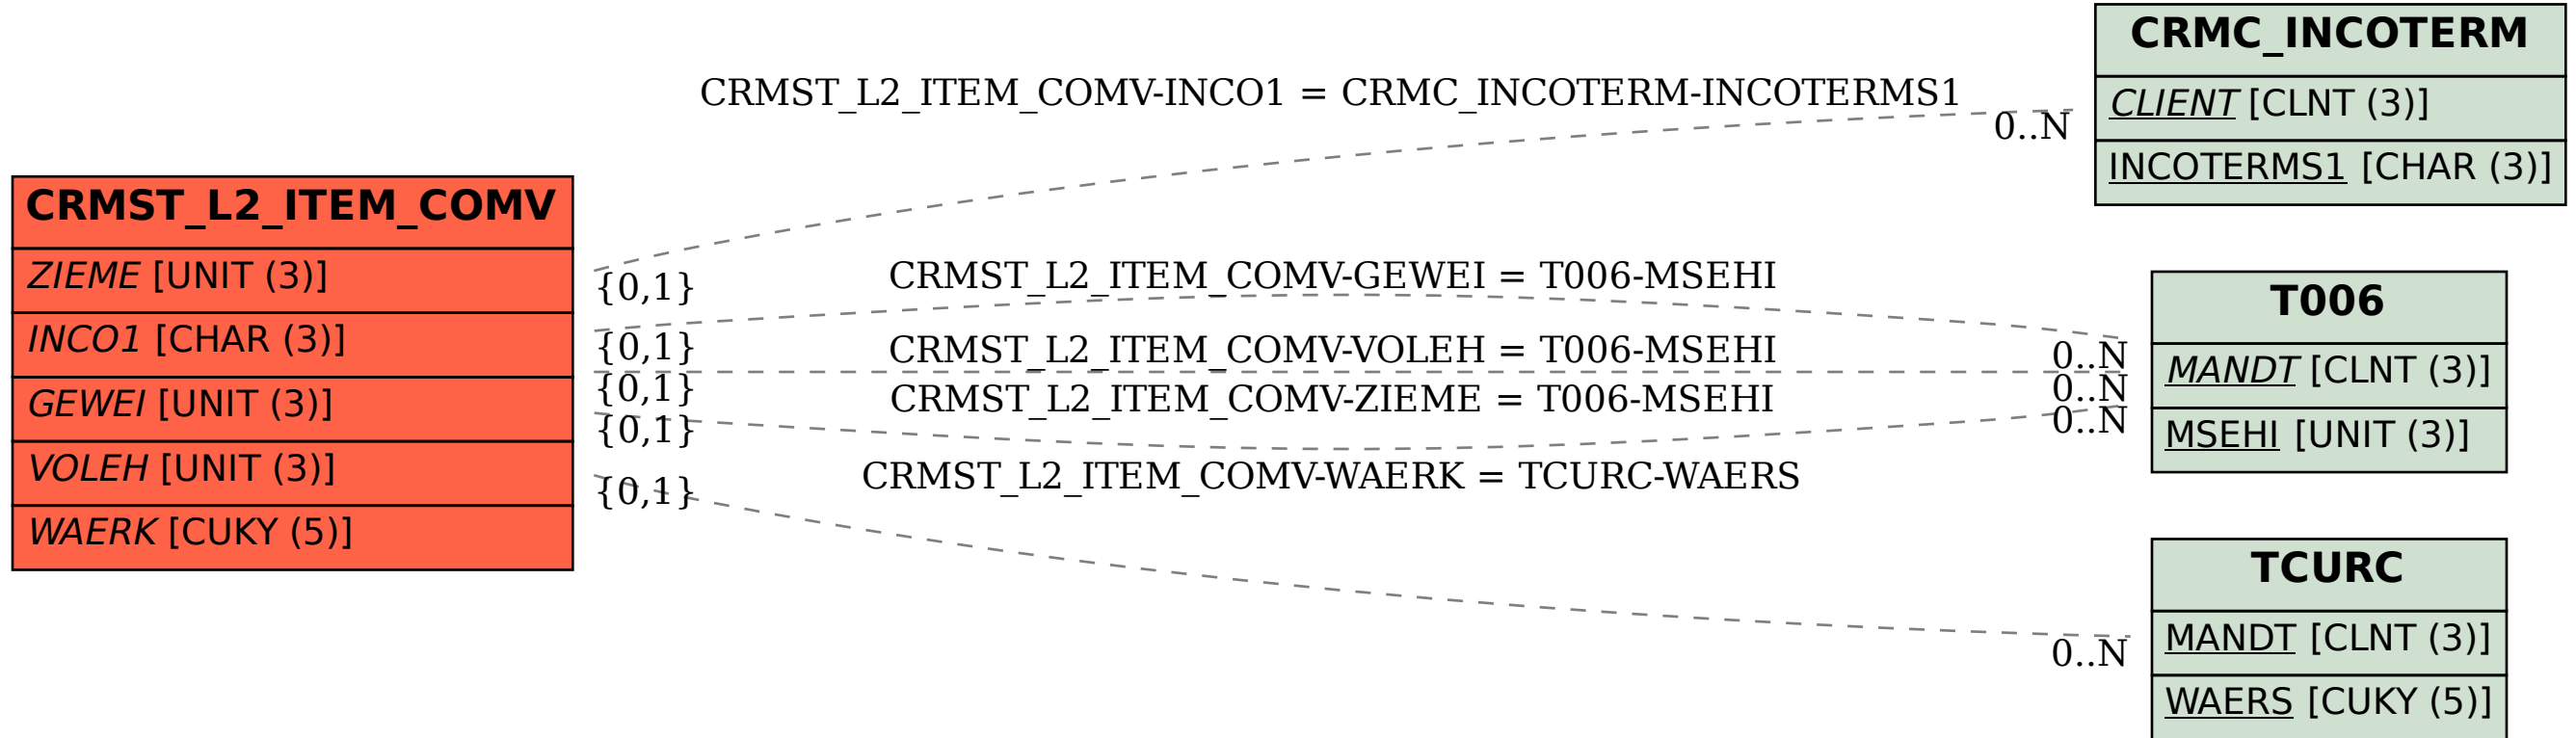 CRMST_L2_ITEM_COMV
ZIEME [UNIT (3)]
INCO1 [CHAR (3)]
GEWEI [UNIT (3)]
VOLEH [UNIT (3)]
WAERK [CUKY (5)]
CRMST_L2_ITEM_COMV-INCO1 = CRMC_INCOTERM-INCOTERMS1
0..N
{0,1}
CRMST_L2_ITEM_COMV-GEWEI = T006-MSEHI
{0,1}
0..N
CRMST_L2_ITEM_COMV-VOLEH = T006-MSEHI
{0,1}
0..N
CRMST_L2_ITEM_COMV-ZIEME = T006-MSEHI
{0,1}
0..N
CRMST_L2_ITEM_COMV-WAERK = TCURC-WAERS
{0,1}
0..N
CRMC_INCOTERM
CLIENT [CLNT (3)]
INCOTERMS1 [CHAR (3)]
T006
MANDT [CLNT (3)]
MSEHI [UNIT (3)]
TCURC
MANDT [CLNT (3)]
WAERS [CUKY (5)]